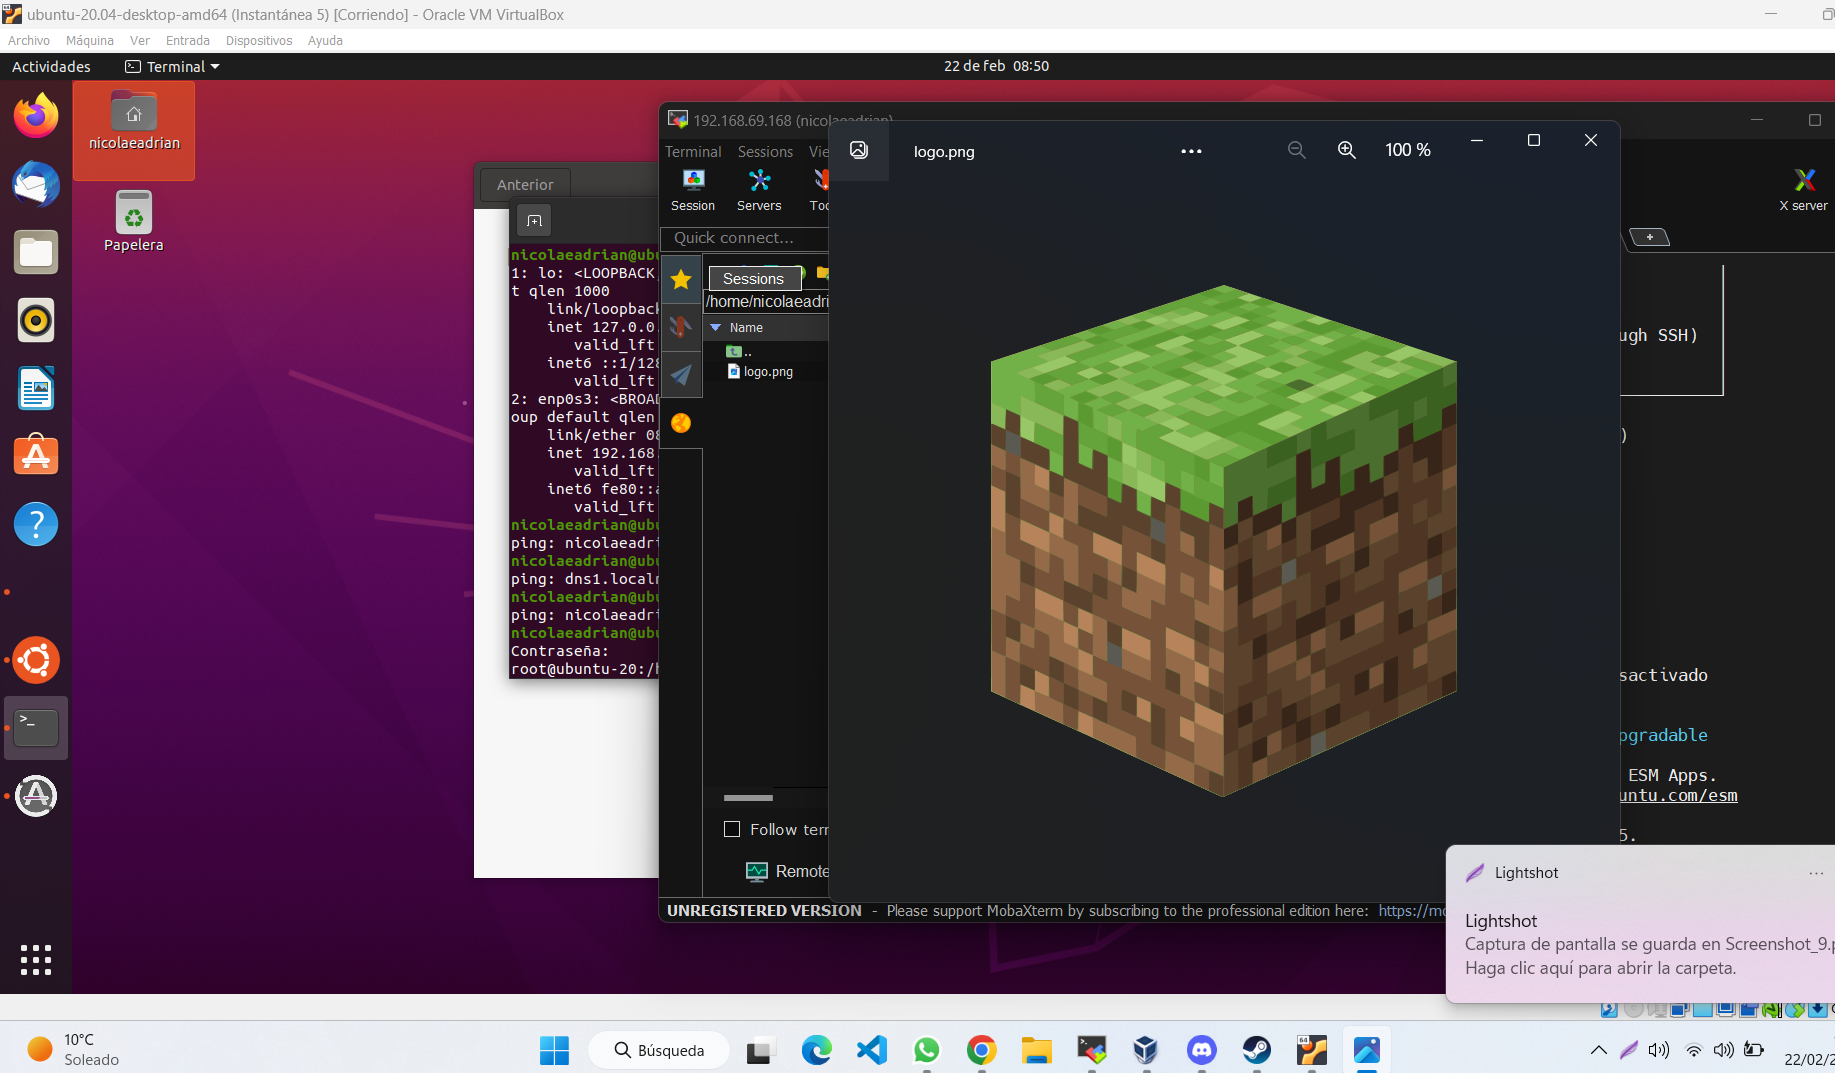 ubuntu-20.04-desktop-amd64 (Instantánea 5) [Corriendo] - Oracle VM VirtualBox
Archivo Máquina Ver Entrada Dispositivos Ayuda
Actividades Terminal 22 de feb 08:50
nicolaeadrian
Papelera
Anterior
nicolaeadrian@ubu
1: lo: <LOOPBACK
t qlen 1000
link/loopback
inet 127.0.0.
valid_lft
inet6 ::1/128
valid_lft
2: enp0s3: <BROAD
oup default qlen
link/ether 08
inet 192.168.
valid_lft
inet6 fe80::a
valid_lft
nicolaeadrian@ubu
ping: nicolaeadri
nicolaeadrian@ubu
ping: dns1.localn
nicolaeadrian@ubu
ping: nicolaeadri
nicolaeadrian@ubu
Contraseña:
root@ubuntu-20:/h
192.168.69.168 (nicolaeadrian)
Terminal Sessions Vie
Session Servers Too
X server
Quick connect...
Sessions
/home/nicolaeadri
Name
..
logo.png
Follow tern
Remote
logo.png 100 %
ugh SSH)
)
sactivado
pgradable
ESM Apps.
untu.com/esm
5.
UNREGISTERED VERSION - Please support MobaXterm by subscribing to the professional edition here: https://mo
Lightshot
Lightshot
Captura de pantalla se guarda en Screenshot_9.p
Haga clic aquí para abrir la carpeta.
10°C
Soleado
Búsqueda
64
22/02/2